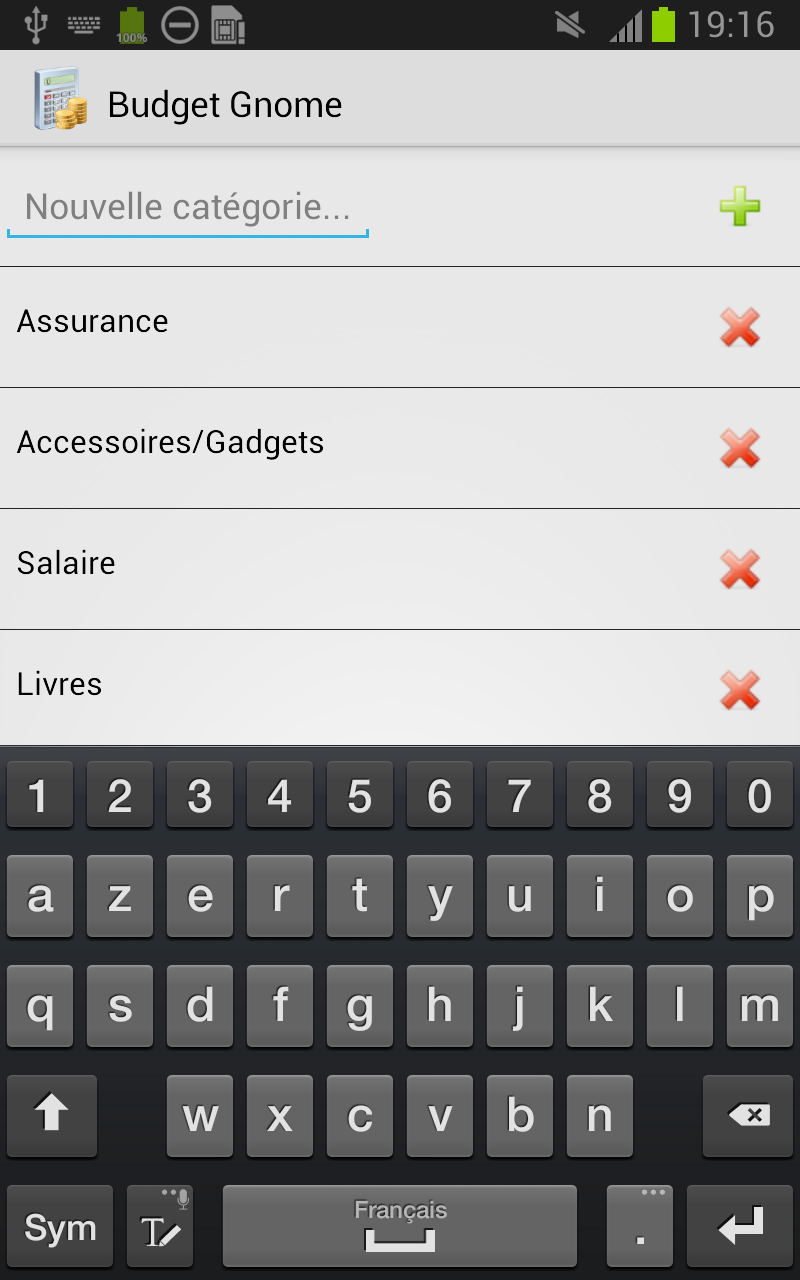 100%
19:16
Budget Gnome
Nouvelle catégorie...
Assurance
Accessoires/Gadgets
Salaire
Livres
1 2 3 4 5 6 7 8 9 0
a z e r t y u i o p
q s d f g h j k l m
w x c v b n
Sym T Français .